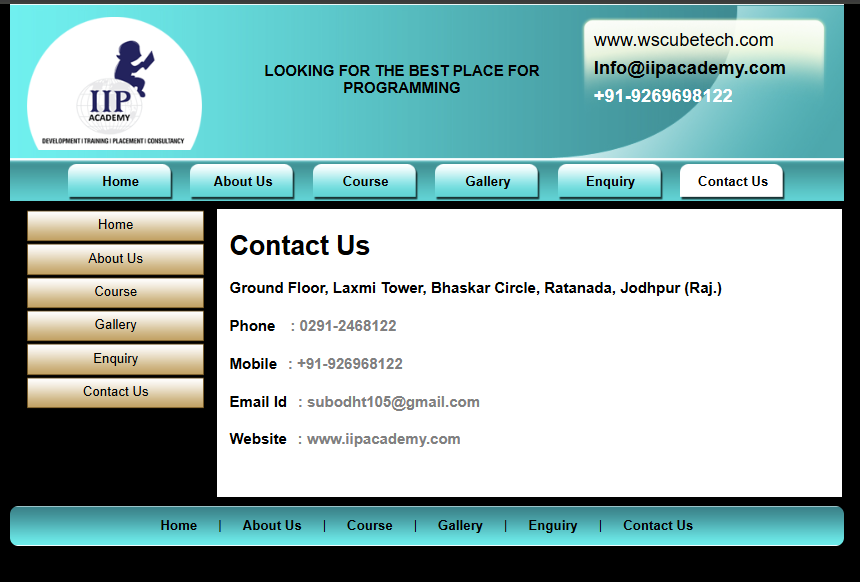 IIP
ACADEMY
DEVELOPMENT | TRAINING | PLACEMENT | CONSULTANCY
LOOKING FOR THE BEST PLACE FOR
PROGRAMMING
www.wscubetech.com
Info@iipacademy.com
+91-9269698122
Home About Us Course Gallery Enquiry Contact Us
Home
About Us
Course
Gallery
Enquiry
Contact Us
Contact Us
Ground Floor, Laxmi Tower, Bhaskar Circle, Ratanada, Jodhpur (Raj.)
Phone : 0291-2468122
Mobile : +91-926968122
Email Id : subodht105@gmail.com
Website : www.iipacademy.com
Home | About Us | Course | Gallery | Enquiry | Contact Us